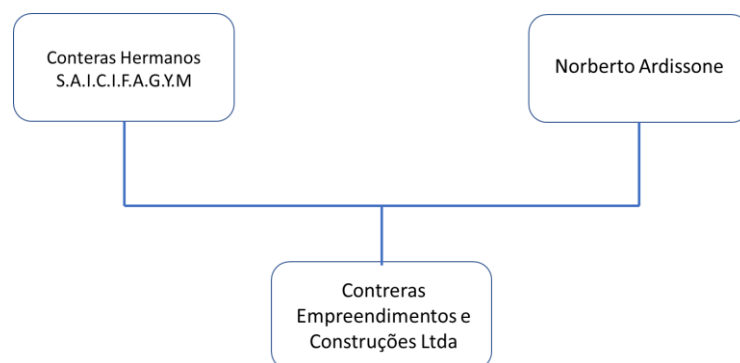 Conteras Hermanos
S.A.I.C.I.F.A.G.Y.M
Norberto Ardissone
Contreras
Empreendimentos e
Construções Ltda